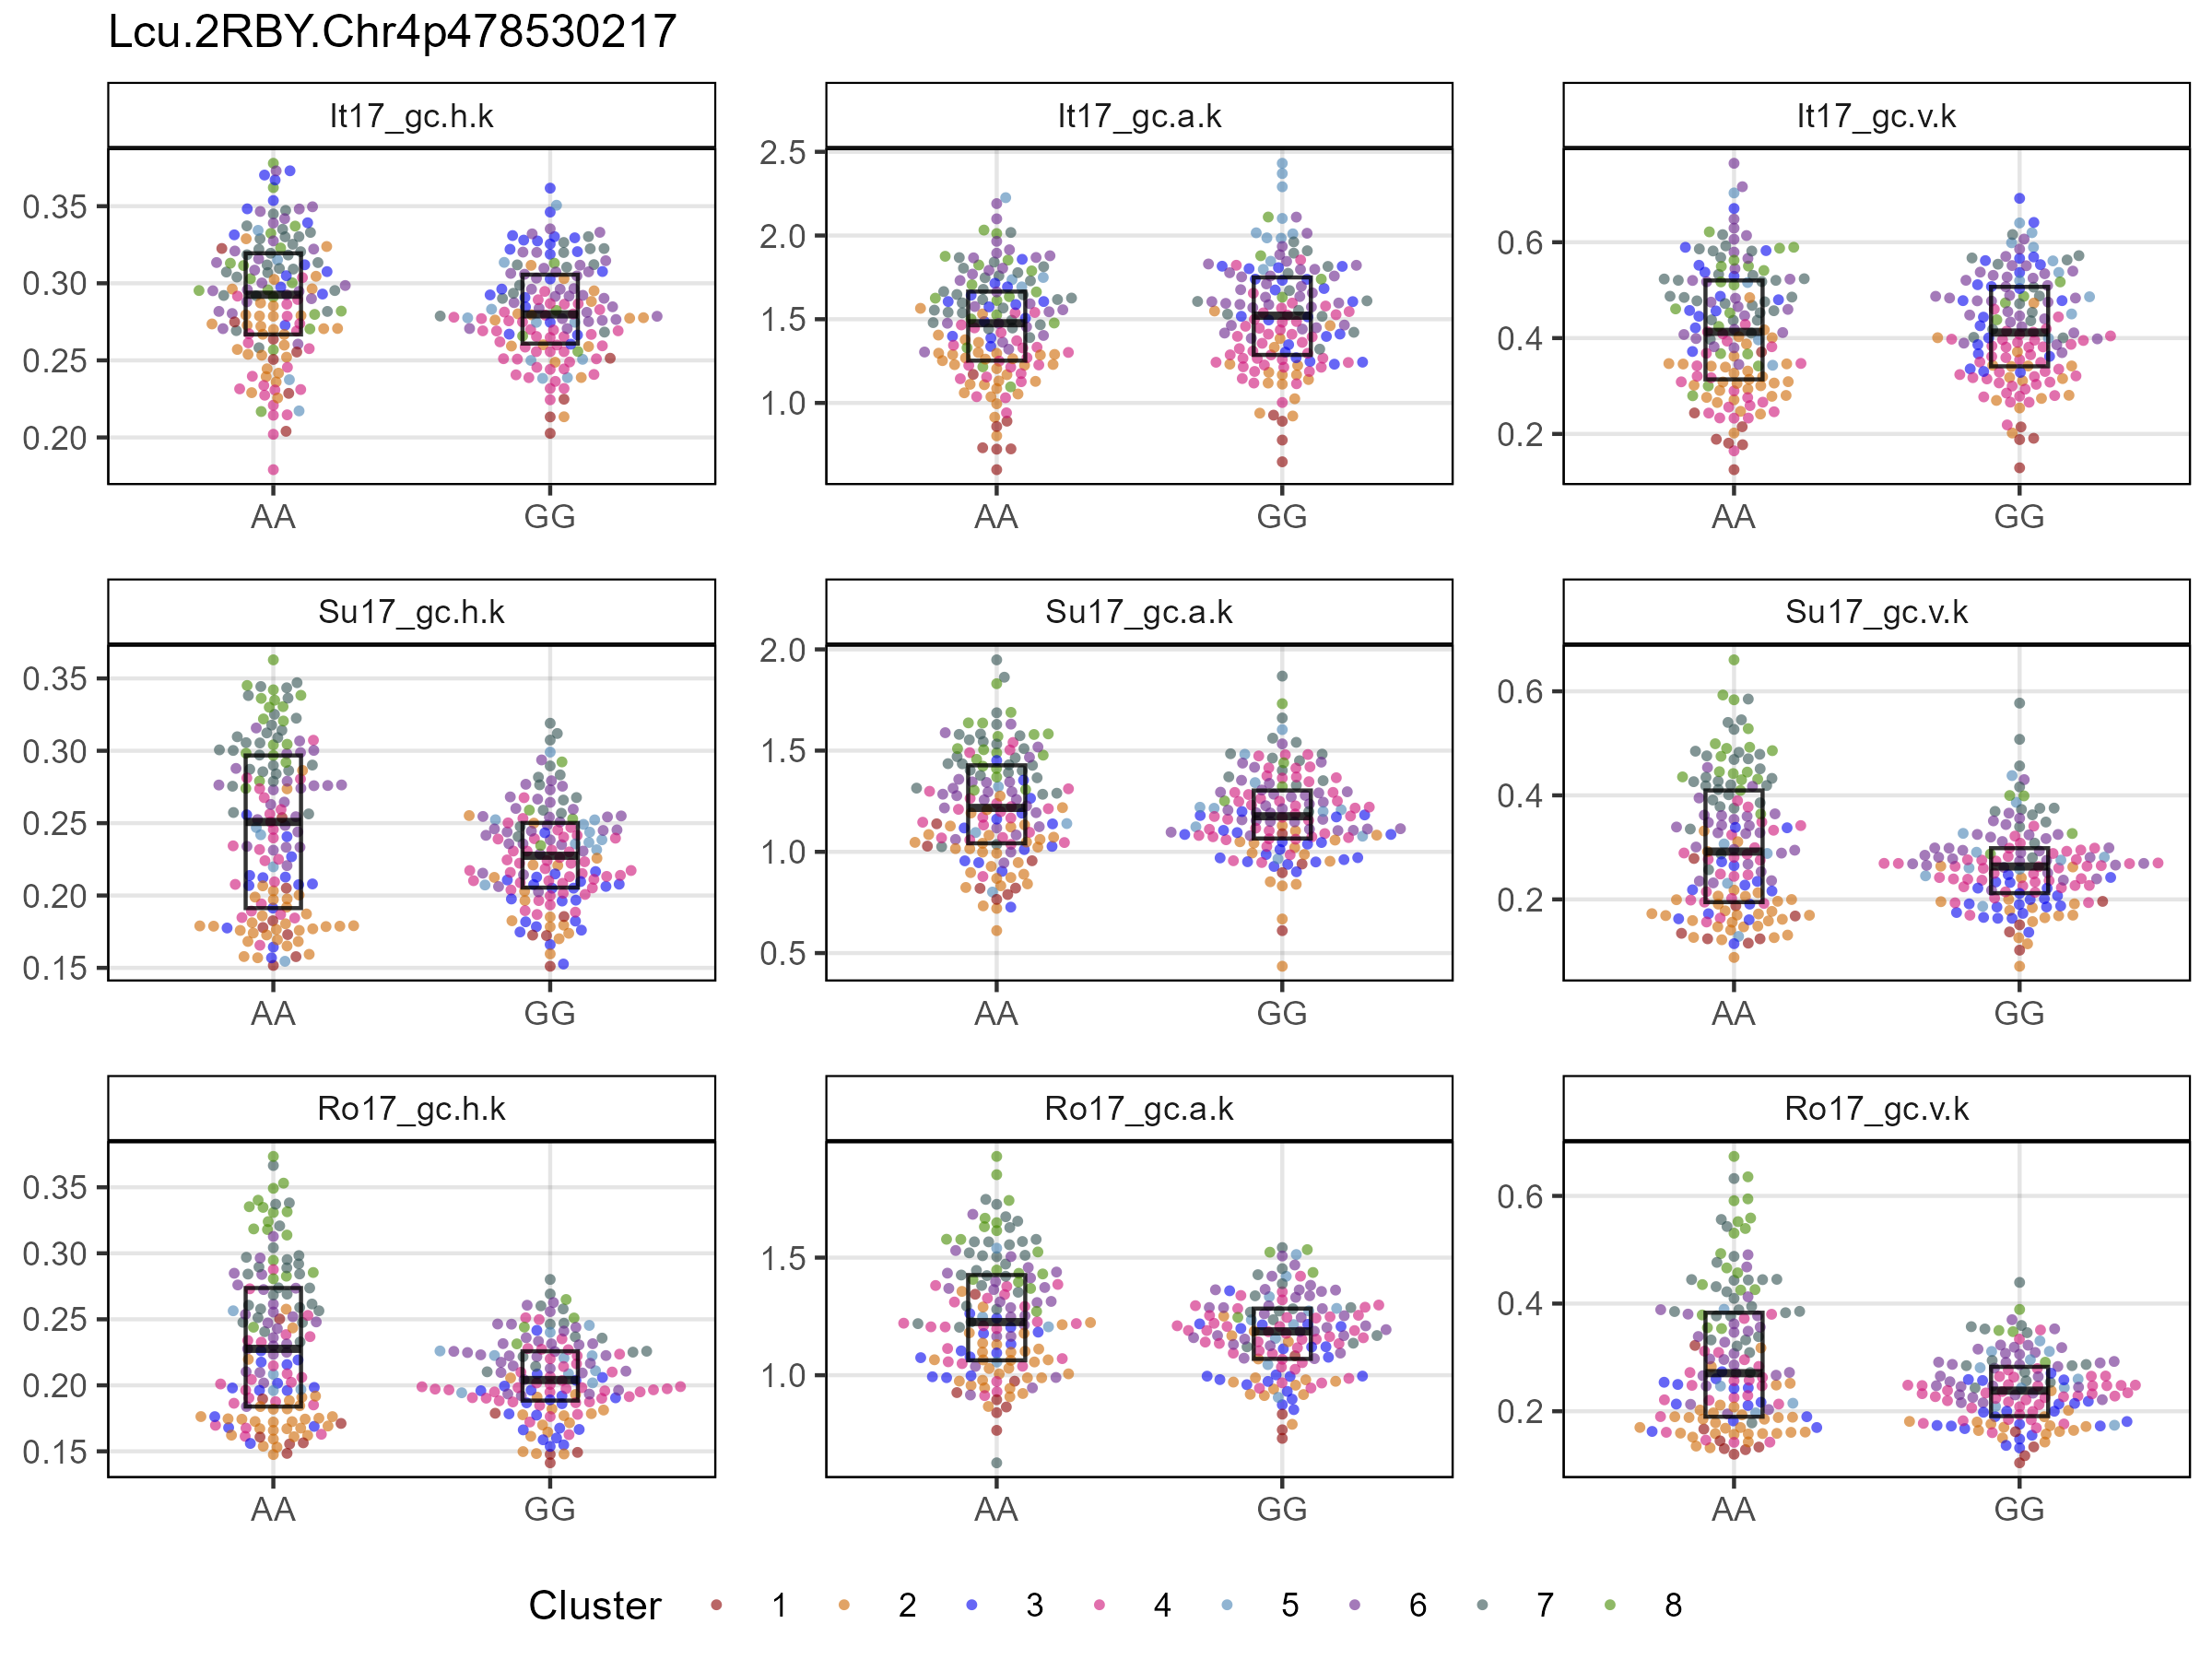 Lcu.2RBY.Chr4p478530217
It17_gc.h.k
It17_gc.a.k
It17_gc.v.k
0.35
0.30
0.25
0.20
AA
GG
2.5
2.0
1.5
1.0
AA
GG
0.6
0.4
0.2
AA
GG
Su17_gc.h.k
Su17_gc.a.k
Su17_gc.v.k
0.35
0.30
0.25
0.20
0.15
AA
GG
2.0
1.5
1.0
0.5
AA
GG
0.6
0.4
0.2
AA
GG
Ro17_gc.h.k
Ro17_gc.a.k
Ro17_gc.v.k
0.35
0.30
0.25
0.20
0.15
AA
GG
1.5
1.0
AA
GG
0.6
0.4
0.2
AA
GG
Cluster 1 2 3 4 5 6 7 8